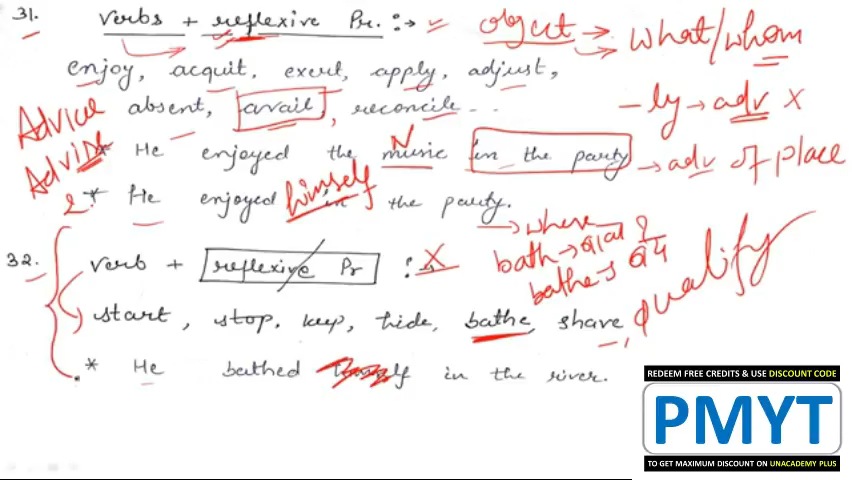 31. verbs + reflexive Pr. :→
object → what/whom
enjoy, acquit, exert, apply, adjust,
absent, avail, reconcile...
- ly → adv X
Advice
Advise
* He enjoyed the music in the party → adv of place
N
2. * He enjoyed himself in the party.
→ where
32. verb + reflexive Pr : X
bath →
bathe →
start, stop, keep, hide, bathe, share, qualify
* He bathed in the river.
REDEEM FREE CREDITS & USE DISCOUNT CODE
PMYT
TO GET MAXIMUM DISCOUNT ON UNACADEMY PLUS